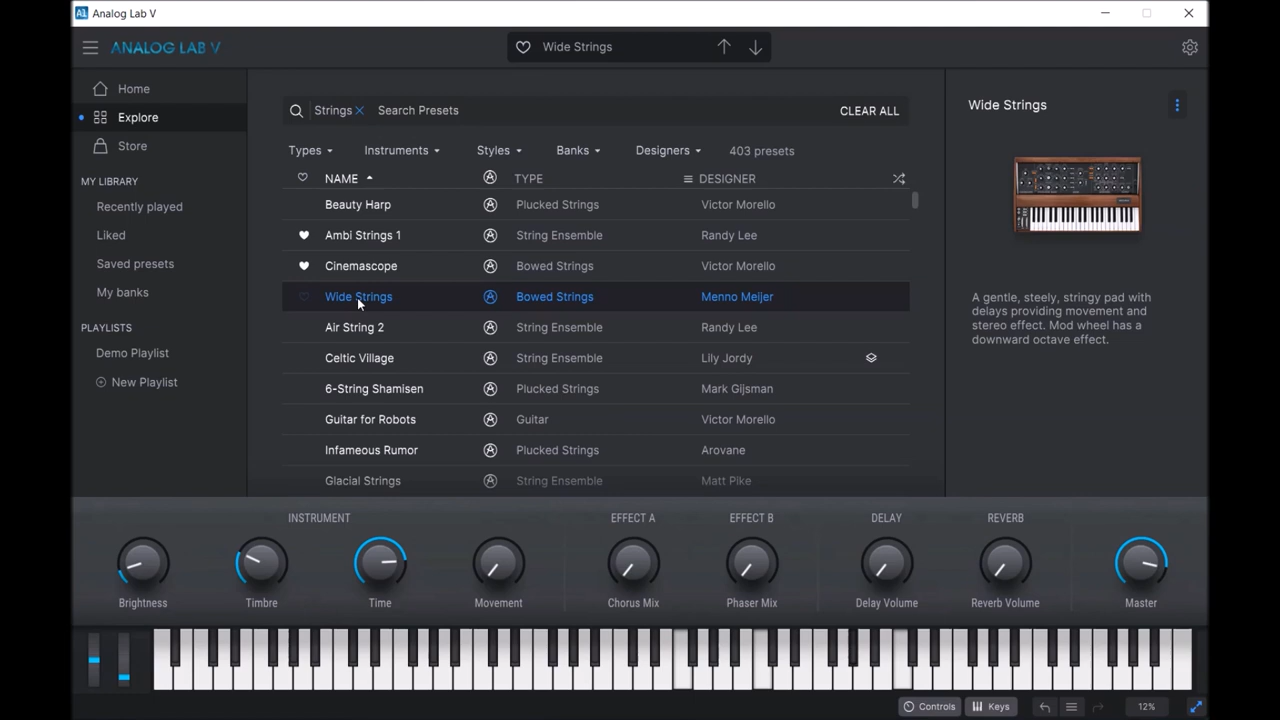 Analog Lab V
ANALOG LAB V
Wide Strings
Home
Explore
Store
MY LIBRARY
Recently played
Liked
Saved presets
My banks
PLAYLISTS
Demo Playlist
New Playlist
Strings Search Presets CLEAR ALL
Types Instruments Styles Banks Designers 403 presets
NAME TYPE DESIGNER
Beauty Harp Plucked Strings Victor Morello
Ambi Strings 1 String Ensemble Randy Lee
Cinemascope Bowed Strings Victor Morello
Wide Strings Bowed Strings Menno Meijer
Air String 2 String Ensemble Randy Lee
Celtic Village String Ensemble Lily Jordy
6-String Shamisen Plucked Strings Mark Gijsman
Guitar for Robots Guitar Victor Morello
Infameous Rumor Plucked Strings Arovane
Glacial Strings String Ensemble Matt Pike
Wide Strings
A gentle, steely, stringy pad with
delays providing movement and
stereo effect. Mod wheel has a
downward octave effect.
INSTRUMENT EFFECT A EFFECT B DELAY REVERB
Brightness Timbre Time Movement Chorus Mix Phaser Mix Delay Volume Reverb Volume Master
Controls Keys 12%